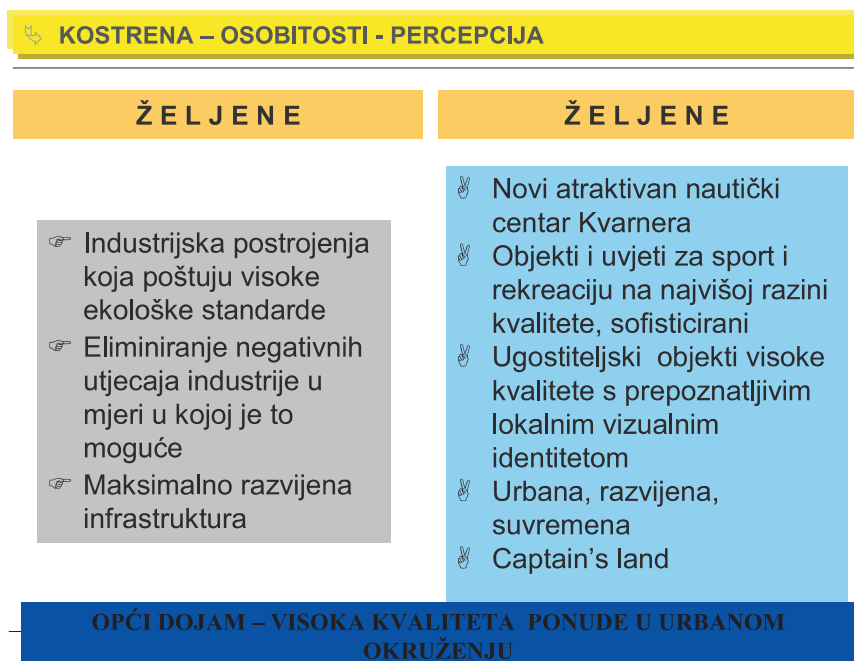 KOSTRENA – OSOBITOSTI - PERCEPCIJA
ŽELJENE
Industrijska postrojenja
koja poštuju visoke
ekološke standarde
Eliminiranje negativnih
utjecaja industrije u
mjeri u kojoj je to
moguće
Maksimalno razvijena
infrastruktura
ŽELJENE
Novi atraktivan nautički
centar Kvarnera
Objekti i uvjeti za sport i
rekreaciju na najvišoj razini
kvalitete, sofisticirani
Ugostiteljski objekti visoke
kvalitete s prepoznatljivim
lokalnim vizualnim
identitetom
Urbana, razvijena,
suvremena
Captain's land
OPĆI DOJAM – VISOKA KVALITETA PONUDE U URBANOM
OKRUŽENJU